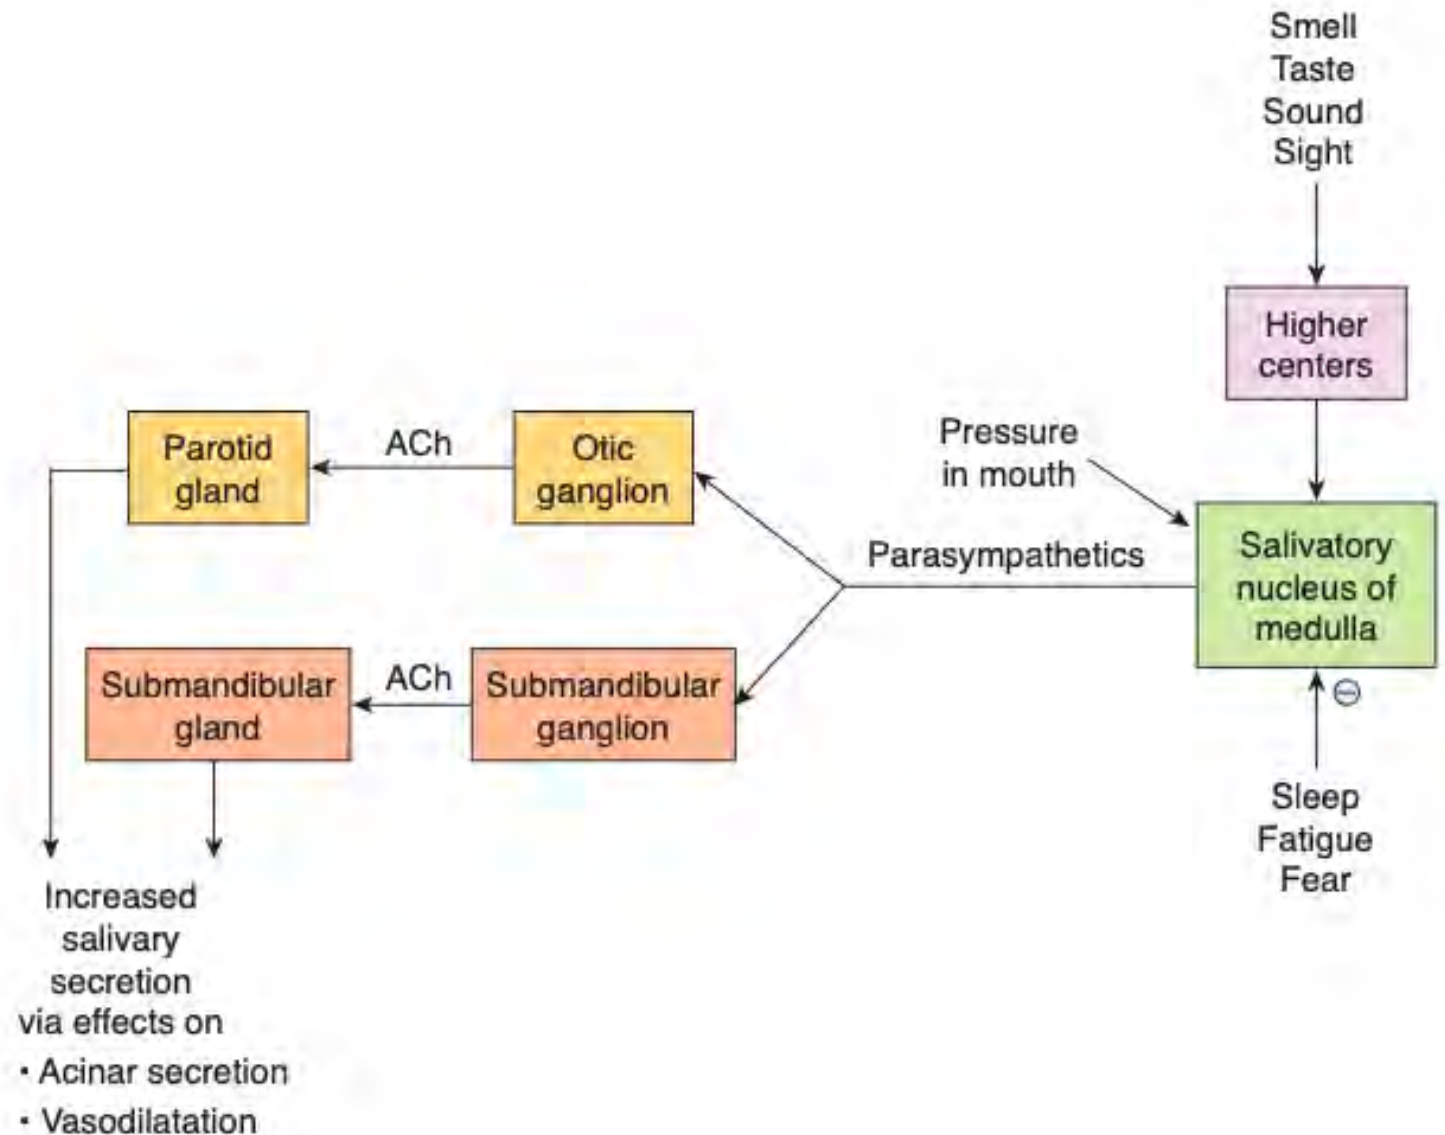 Smell
Taste
Sound
Sight
Higher
centers
Pressure
in mouth
Parotid
gland
ACh
Otic
ganglion
Parasympathetics
Salivatory
nucleus of
medulla
Submandibular
gland
ACh
Submandibular
ganglion
⊖
Sleep
Fatigue
Fear
Increased
salivary
secretion
via effects on
· Acinar secretion
· Vasodilatation